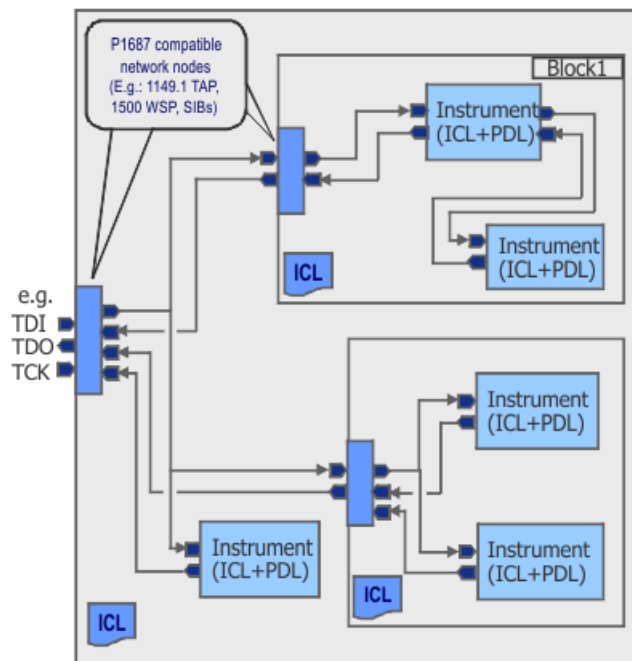 P1687 compatible
network nodes
(E.g.: 1149.1 TAP,
1500 WSP, SIBs)
Block1
Instrument
(ICL+PDL)
Instrument
(ICL+PDL)
ICL
e.g.
TDI
TDO
TCK
Instrument
(ICL+PDL)
Instrument
(ICL+PDL)
Instrument
(ICL+PDL)
ICL
ICL